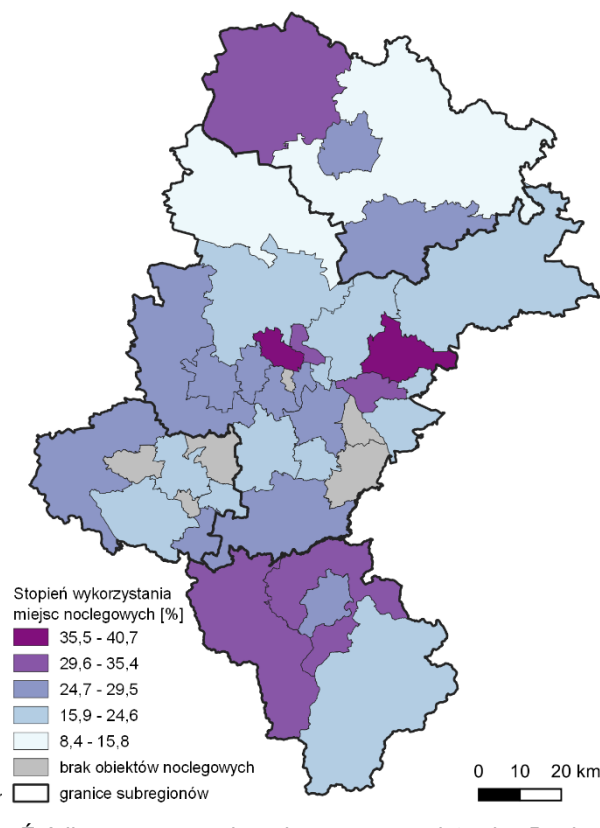 Stopień wykorzystania
miejsc noclegowych [%]
35,5 - 40,7
29,6 - 35,4
24,7 - 29,5
15,9 - 24,6
8,4 - 15,8
brak obiektów noclegowych
granice subregionów
0 10 20 km